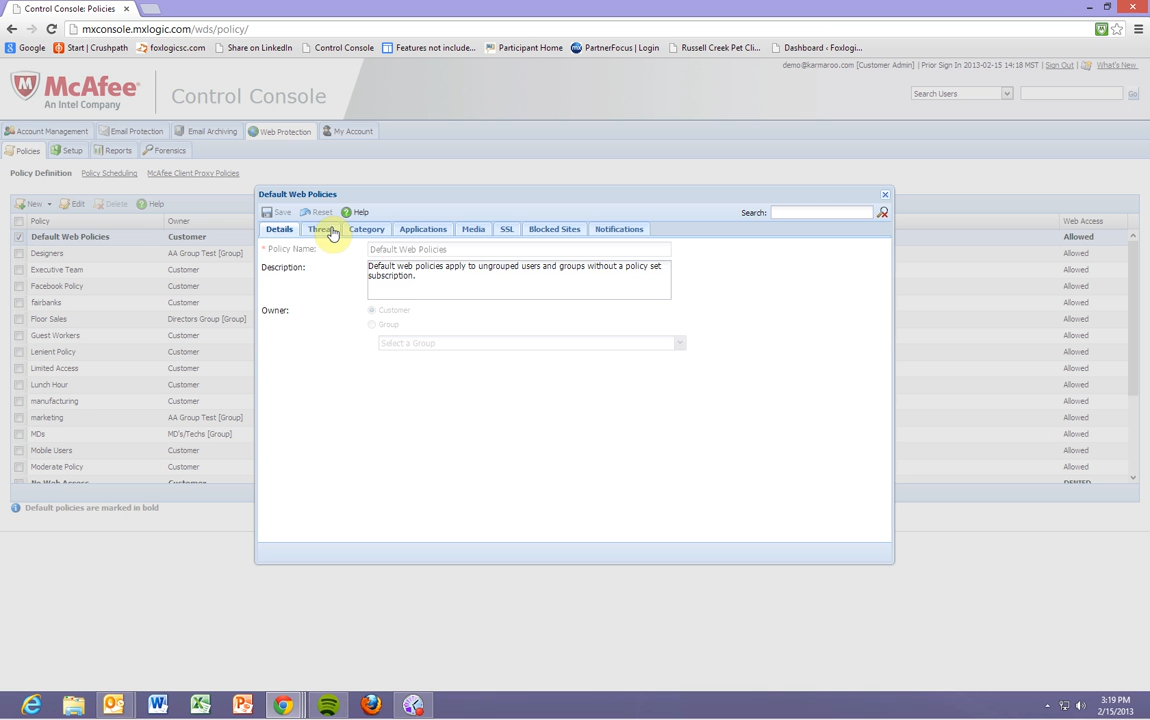 Control Console: Policies
mxconsole.mxlogic.com/wds/policy/
Google Start | Crushpath foxlogicsc.com Share on LinkedIn Control Console Features not include... Participant Home PartnerFocus | Login Russell Creek Pet Cli... Dashboard ‹ Foxlogi...
demo@karmaroo.com [Customer Admin] | Prior Sign In 2013-02-15 14:18 MST | Sign Out | What's New
McAfee
An Intel Company
Control Console
Search Users Go
Account Management Email Protection Email Archiving Web Protection My Account
Policies Setup Reports Forensics
Policy Definition Policy Scheduling McAfee Client Proxy Policies
Default Web Policies
New Edit Delete Help
Save Reset Help Search:
Policy Owner Web Access
Details Category Applications Media SSL Blocked Sites Notifications
Default Web Policies Customer Allowed
* Policy Name: Default Web Policies
Designers AA Group Test [Group] Allowed
Description: Default web policies apply to ungrouped users and groups without a policy set
subscription.
Executive Team Customer Allowed
Facebook Policy Customer Allowed
fairbanks Customer Allowed
Owner: Customer
Floor Sales Directors Group [Group] Allowed
Group
Guest Workers Customer Allowed
Select a Group
Lenient Policy Customer Allowed
Limited Access Customer Allowed
Lunch Hour Customer Allowed
manufacturing Customer Allowed
marketing AA Group Test [Group] Allowed
MDs MD's/Techs [Group] Allowed
Mobile Users Customer Allowed
Moderate Policy Customer Allowed
No Web Access Customer DENIED
Default policies are marked in bold
3:19 PM
2/15/2013